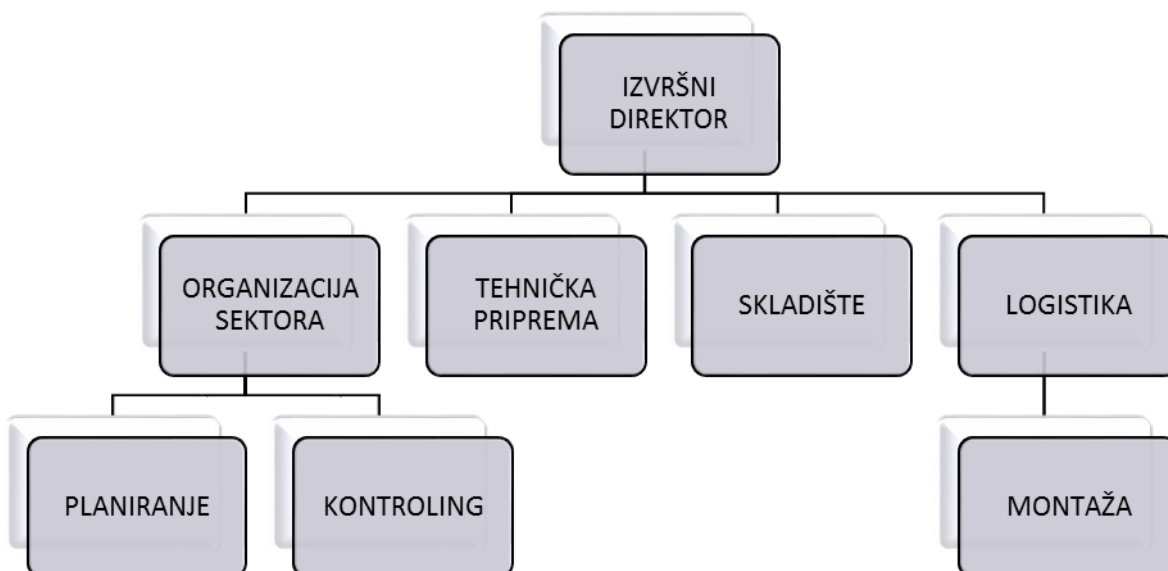 IZVRŠNI
DIREKTOR
ORGANIZACIJA
SEKTORA
TEHNIČKA
PRIPREMA
SKLADIŠTE
LOGISTIKA
PLANIRANJE
KONTROLING
MONTAŽA